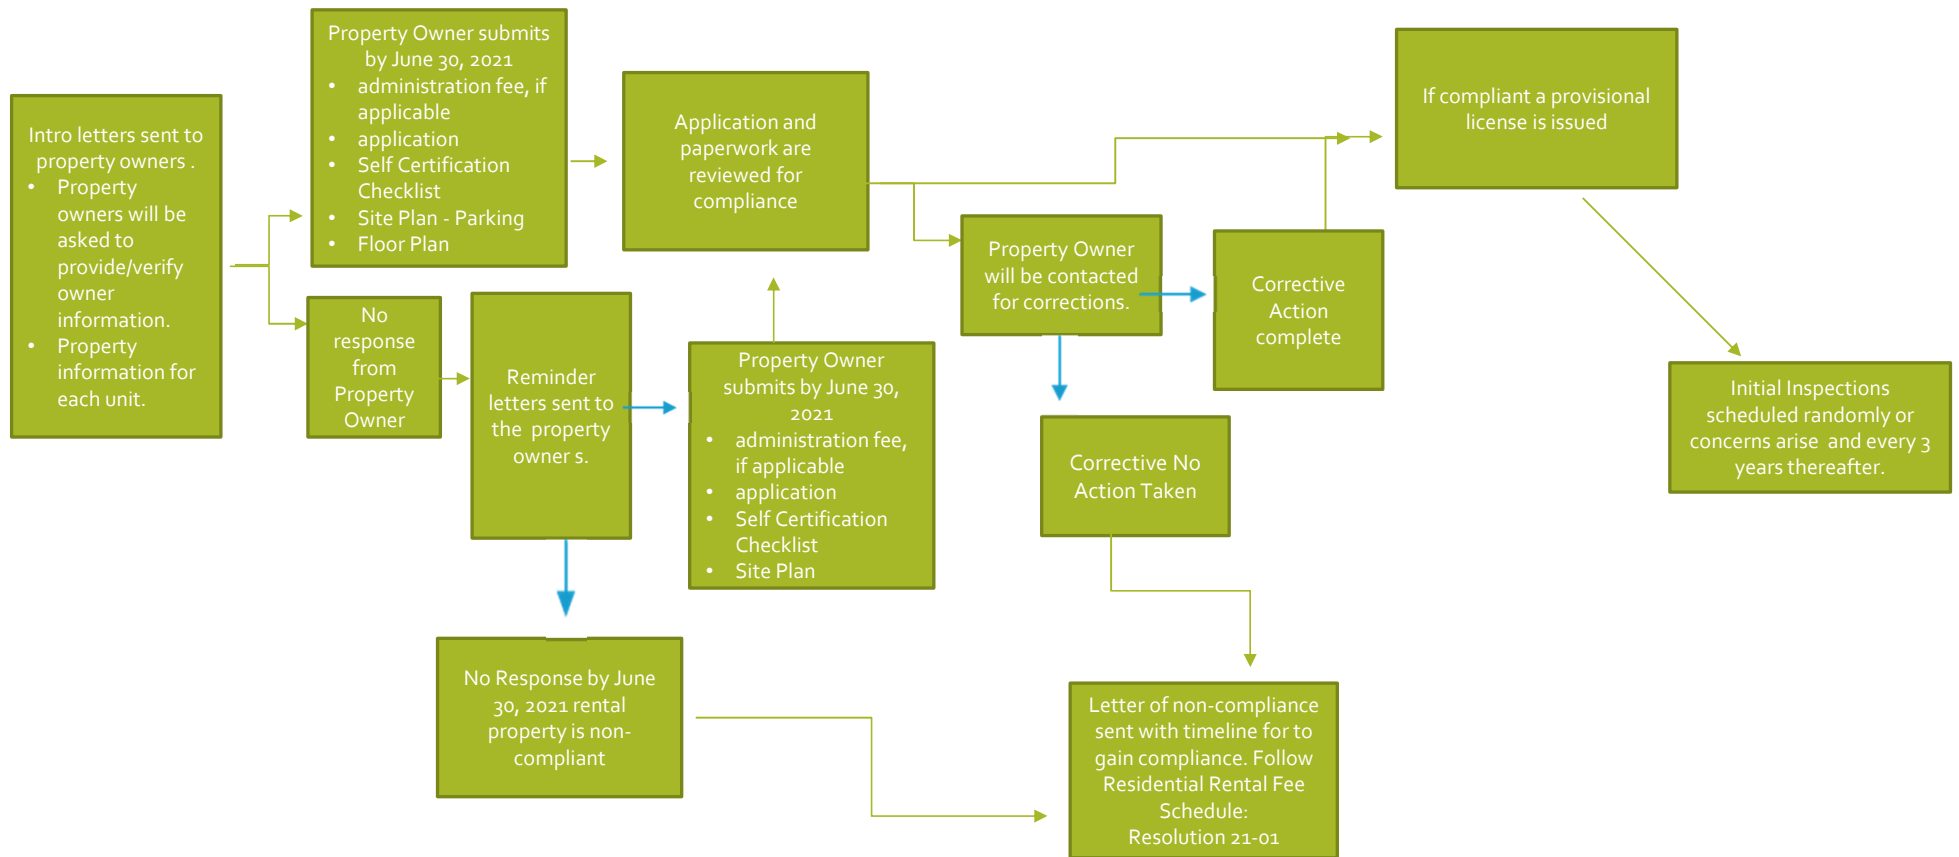 Intro letters sent to
property owners .
• Property
owners will be
asked to
provide/verify
owner
information.
• Property
information for
each unit.
Property Owner submits
by June 30, 2021
• administration fee, if
applicable
• application
• Self Certification
Checklist
• Site Plan - Parking
• Floor Plan
No
response
from
Property
Owner
Reminder
letters sent to
the  property
owner s.
Application and
paperwork are
reviewed for
compliance
Property Owner
submits by June 30,
2021
• administration fee,
if applicable
• application
• Self Certification
Checklist
• Site Plan
No Response by June
30, 2021 rental
property is non-
compliant
Property Owner
will be contacted
for corrections.
Corrective
Action
complete
Corrective No
Action Taken
Letter of non-compliance
sent with timeline for to
gain compliance. Follow
Residential Rental Fee
Schedule:
Resolution 21-01
If compliant a provisional
license is issued
Initial Inspections
scheduled randomly or
concerns arise  and every 3
years thereafter.